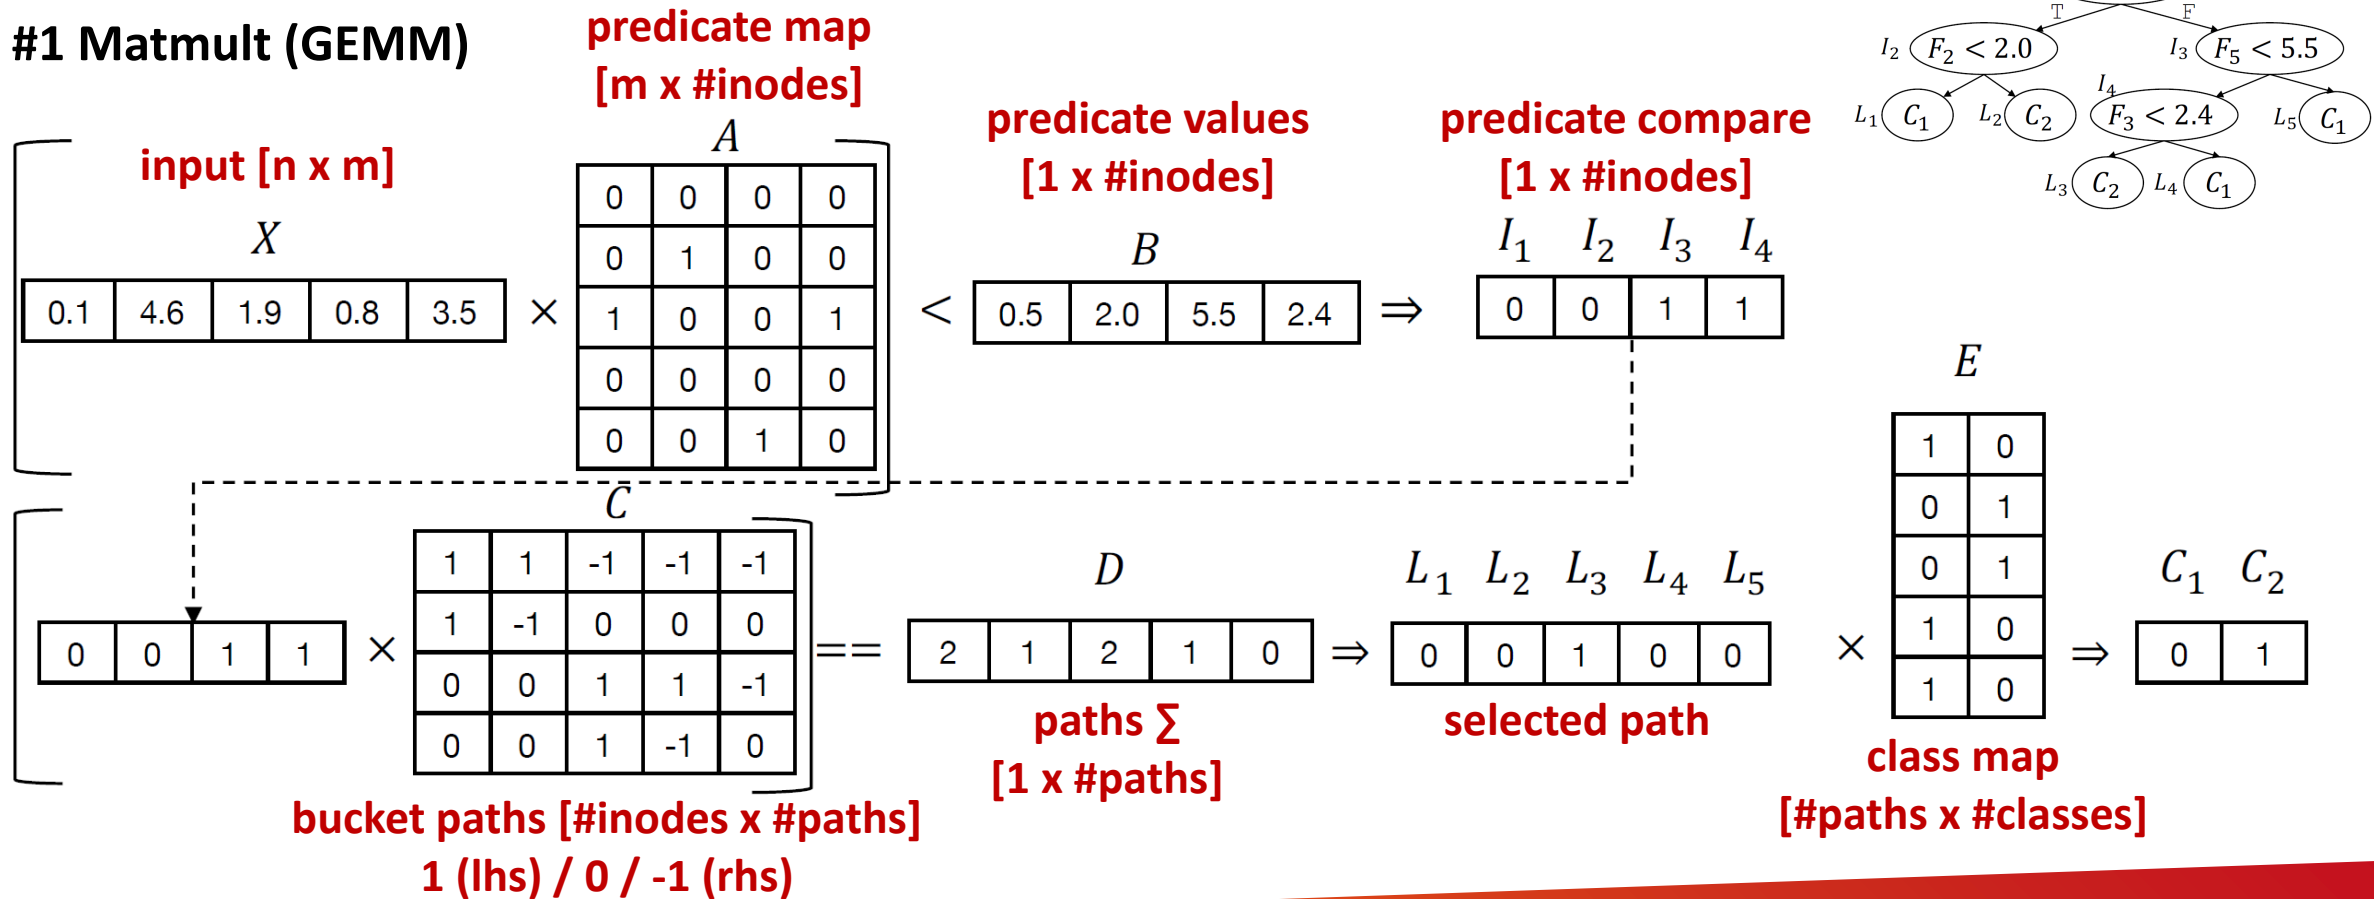 #1 Matmult (GEMM)
predicate map
[m x #inodes]
T F
I₂ F₂ < 2.0 I₃ F₅ < 5.5
I₄
L₁ C₁ L₂ C₂ F₃ < 2.4 L₅ C₁
L₃ C₂ L₄ C₁
input [n x m]
A
predicate values
[1 x #inodes]
predicate compare
[1 x #inodes]
X
B
I₁ I₂ I₃ I₄
0 0 0 0
0 1 0 0
1 0 0 1
0 0 0 0
0 0 1 0
0.1 4.6 1.9 0.8 3.5 × < 0.5 2.0 5.5 2.4 ⇒ 0 0 1 1
C
1 1 -1 -1 -1
1 -1 0 0 0
0 0 1 1 -1
0 0 1 -1 0
D
L₁ L₂ L₃ L₄ L₅
E
1 0
0 1
0 1
1 0
1 0
C₁ C₂
0 0 1 1 × == 2 1 2 1 0 ⇒ 0 0 1 0 0 × ⇒ 0 1
paths ∑
[1 x #paths]
selected path
class map
[#paths x #classes]
bucket paths [#inodes x #paths]
1 (lhs) / 0 / -1 (rhs)